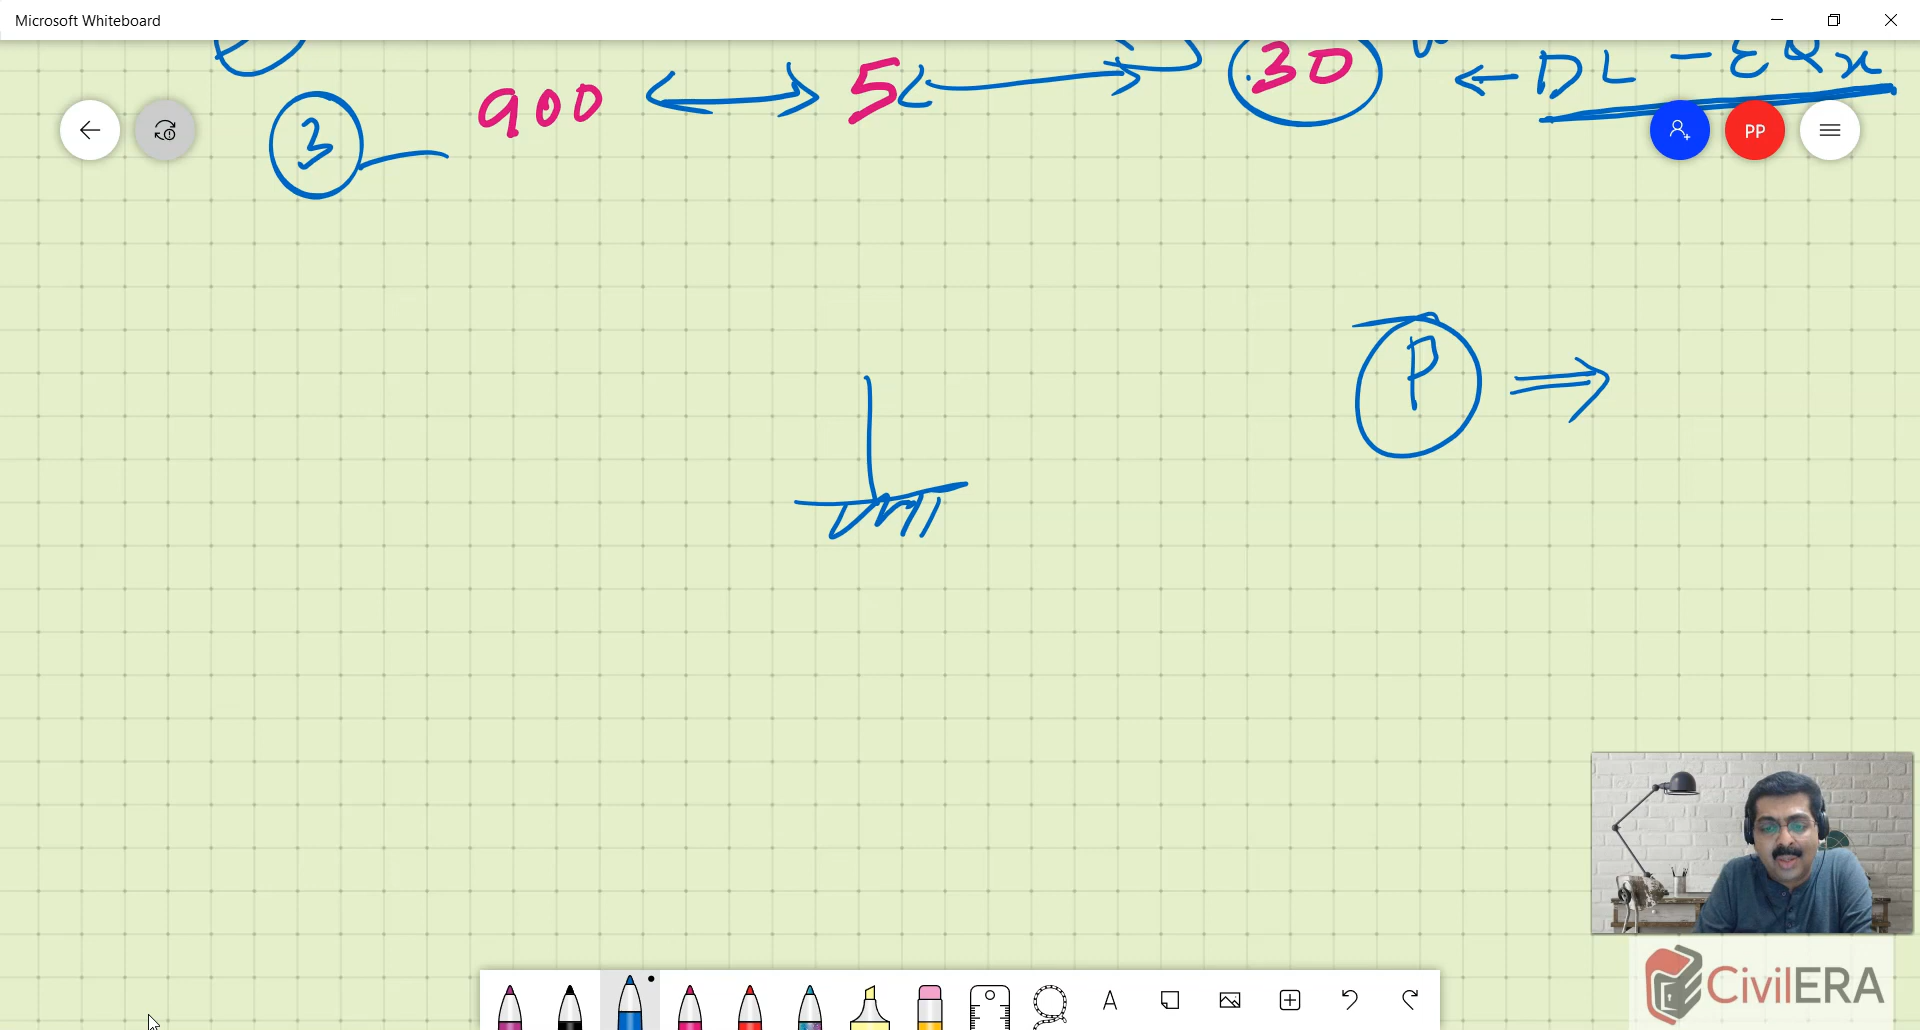 Microsoft Whiteboard
900 5 30 DL - EQx
3
PP
P
A
CivilERA